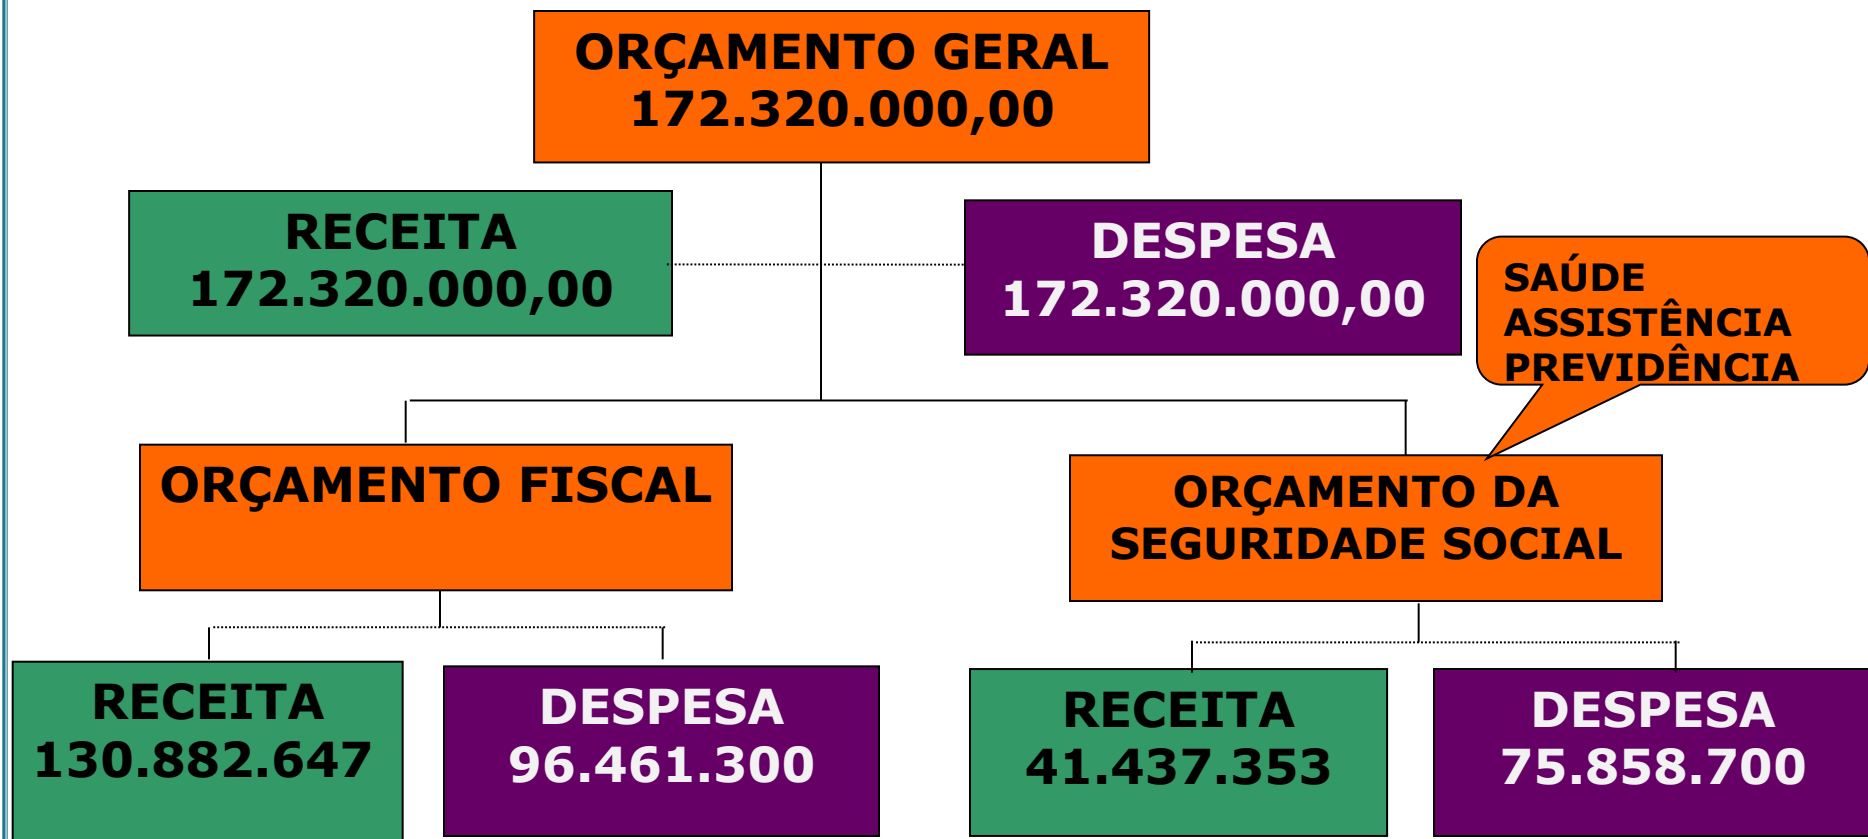 ORÇAMENTO GERAL
172.320.000,00
RECEITA
172.320.000,00
DESPESA
172.320.000,00
SAÚDE
ASSISTÊNCIA
PREVIDÊNCIA
ORÇAMENTO FISCAL
ORÇAMENTO DA
SEGURIDADE SOCIAL
RECEITA
130.882.647
DESPESA
96.461.300
RECEITA
41.437.353
DESPESA
75.858.700